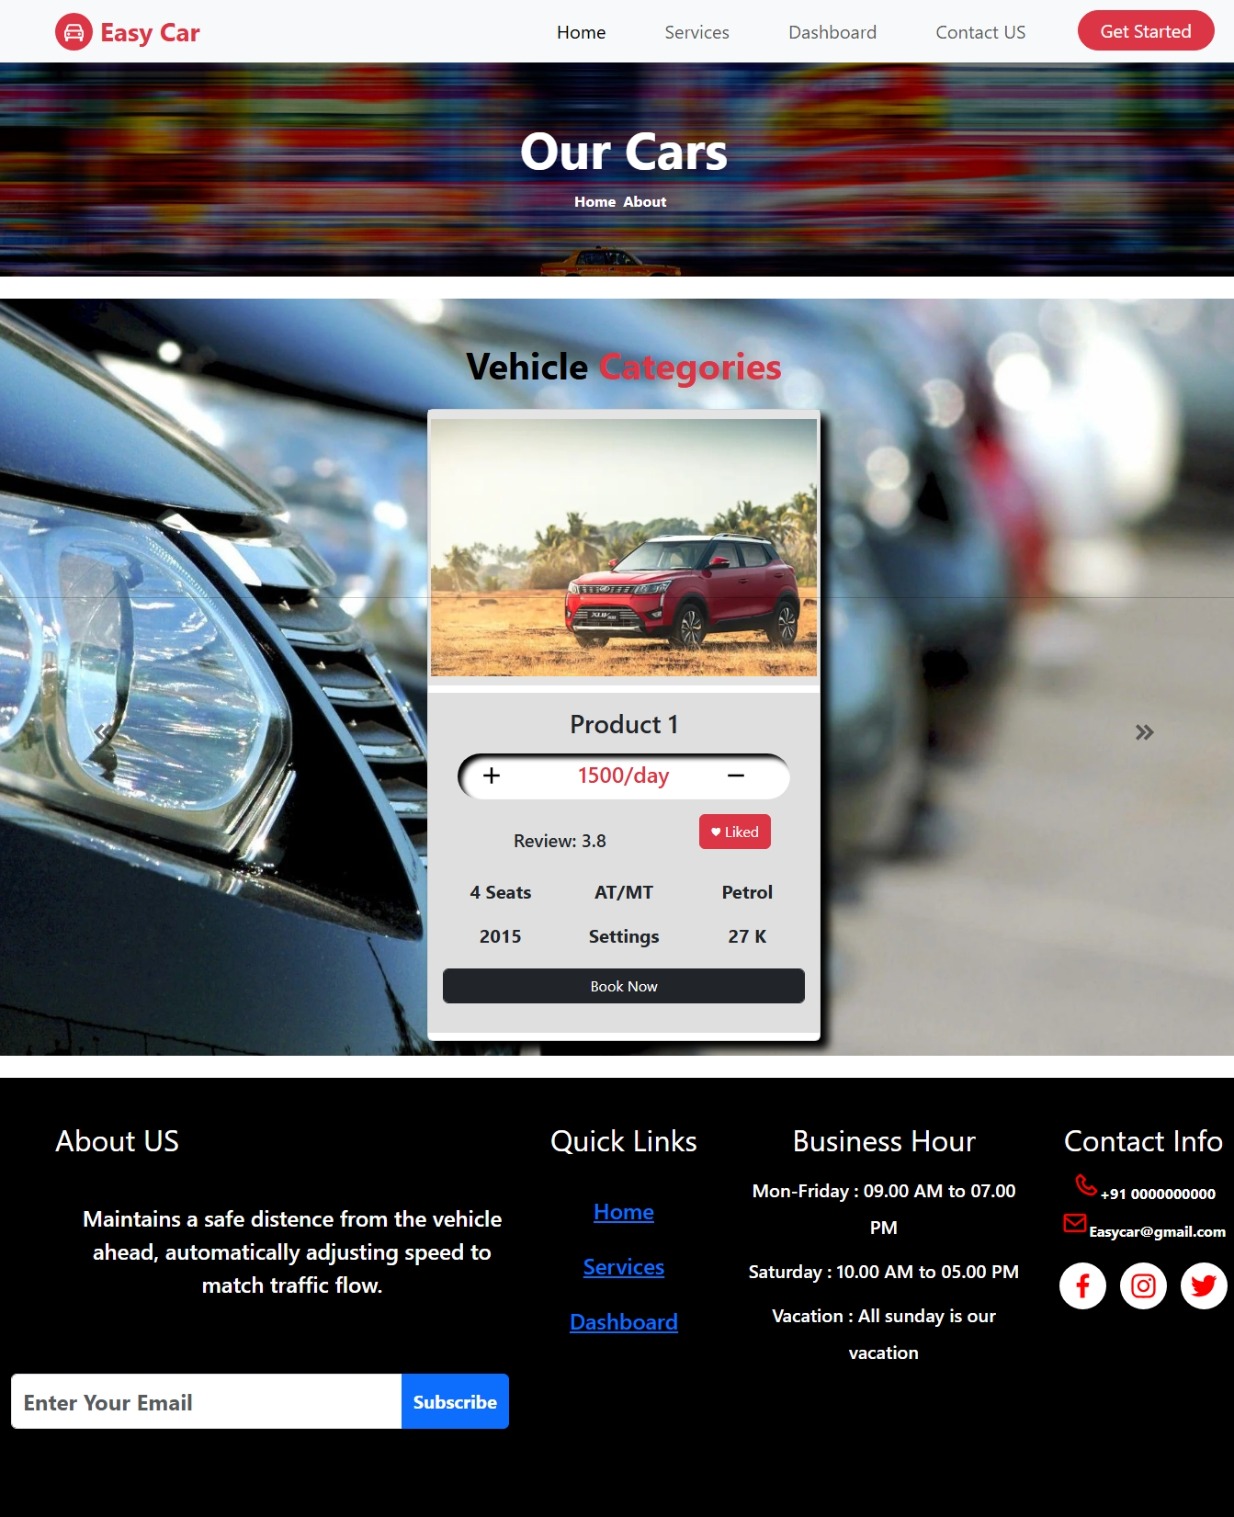 Easy Car
Home
Services
Dashboard
Contact US
Get Started
Our Cars
Home About
Vehicle Categories
Product 1
+ 1500/day −
Review: 3.8
Liked
4 Seats
AT/MT
Petrol
2015
Settings
27 K
Book Now
About US
Maintains a safe distence from the vehicle
ahead, automatically adjusting speed to
match traffic flow.
Enter Your Email
Subscribe
Quick Links
Home
Services
Dashboard
Business Hour
Mon-Friday : 09.00 AM to 07.00
PM
Saturday : 10.00 AM to 05.00 PM
Vacation : All sunday is our
vacation
Contact Info
+91 0000000000
Easycar@gmail.com